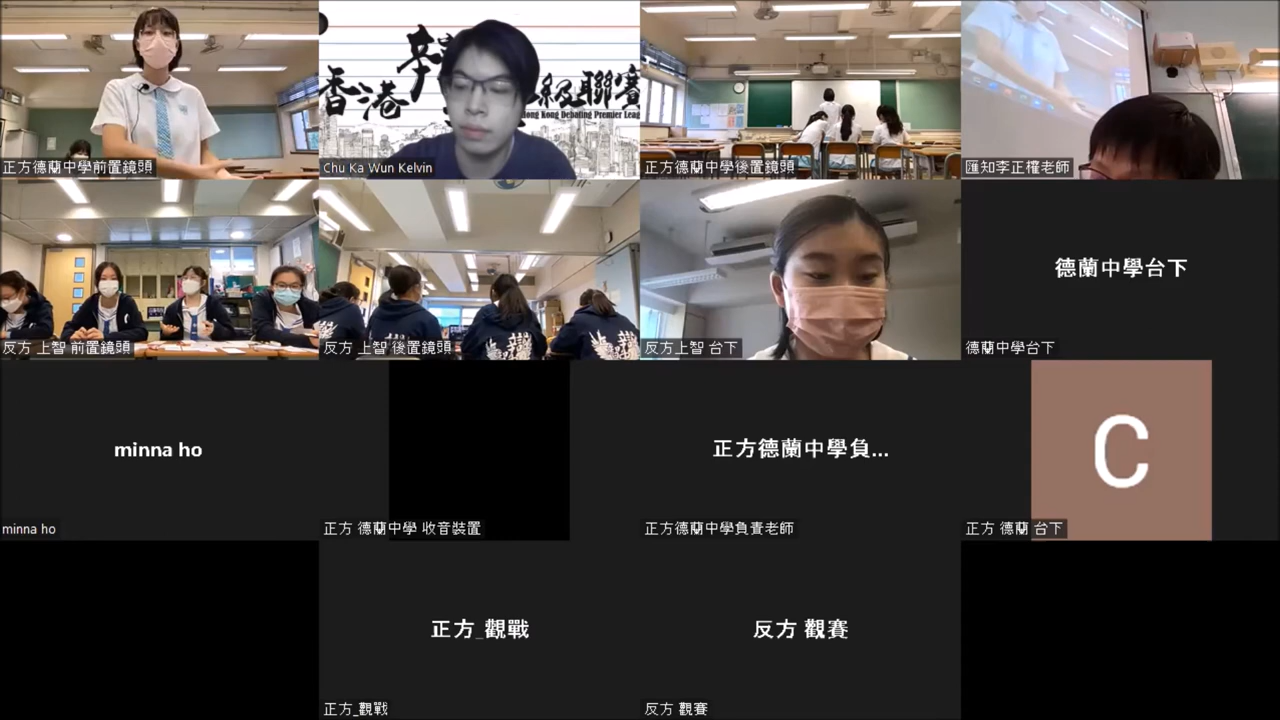 正方德蘭中學前置鏡頭
香港辯
級聯賽
Hong Kong Debating Premier Leag
Chu Ka Wun Kelvin
正方德蘭中學後置鏡頭
匯知李正權老師
反方 上智 前置鏡頭
反方 上智 後置鏡頭
反方上智 台下
德蘭中學台下
德蘭中學台下
minna ho
minna ho
正方 德蘭中學 收音裝置
正方德蘭中學負...
正方德蘭中學負責老師
C
正方 德蘭 台下
正方_觀戰
正方_觀戰
反方 觀賽
反方 觀賽